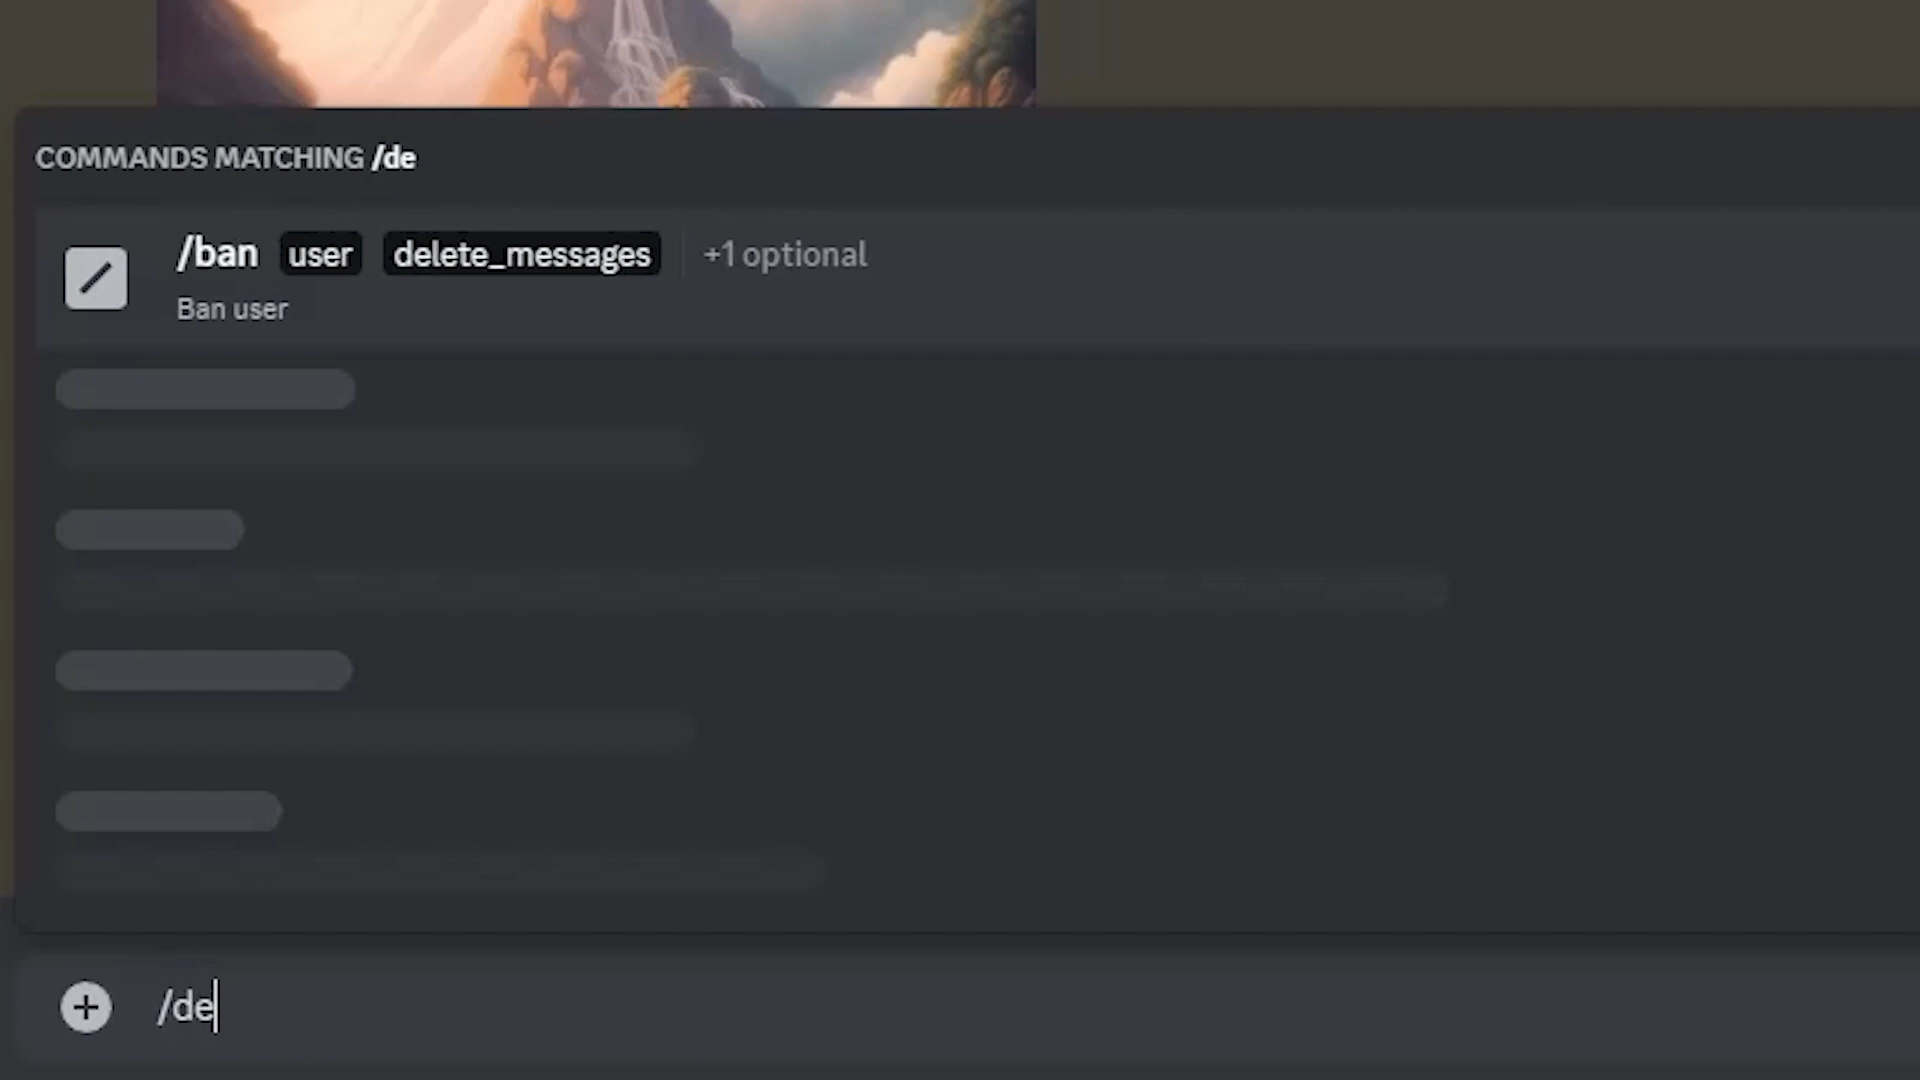 COMMANDS MATCHING /de
/ban user delete_messages +1 optional
Ban user
/de